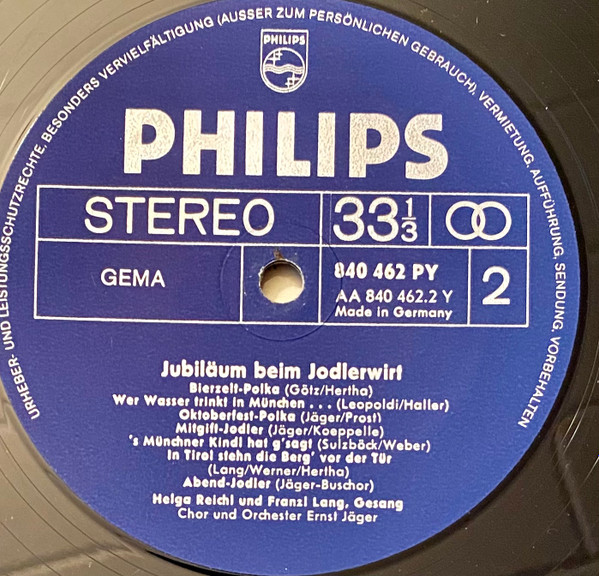 URHEBER- UND LEISTUNGSSCHUTZRECHTE, BESONDERS VERVIELFÄLTIGUNG (AUSSER ZUM PERSÖNLICHEN GEBRAUCH), VERMIETUNG, AUFFÜHRUNG, SENDUNG, VORBEHALTEN
PHILIPS
PHILIPS
STEREO 33 1/3
GEMA
840 462 PY
AA 840 462.2 Y
Made in Germany
2
Jubiläum beim Jodlerwirt
Bierzelt-Polka (Götz/Hertha)
Wer Wasser trinkt in München . . . (Leopoldi/Haller)
Oktoberfest-Polka (Jäger/Prost)
Mitgift-Jodler (Jäger/Koeppelle)
's Münchner Kindl hat g'sagt (Sulzböck/Weber)
In Tirol stehn die Berg' vor der Tür
(Lang/Werner/Hertha)
Abend-Jodler (Jäger-Buschor)
Helga Reichl und Franzl Lang, Gesang
Chor und Orchester Ernst Jäger